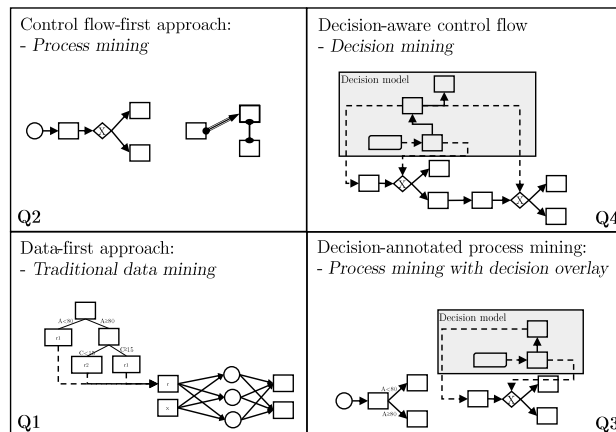 Control flow-first approach:
- Process mining
X
Q2
Decision-aware control flow
- Decision mining
Decision model
X
X
Q4
Data-first approach:
- Traditional data mining
A<80
A≥80
r1
r2
r1
r
x
Q1
Decision-annotated process mining:
- Process mining with decision overlay
Decision model
A<80
A≥80
X
Q3